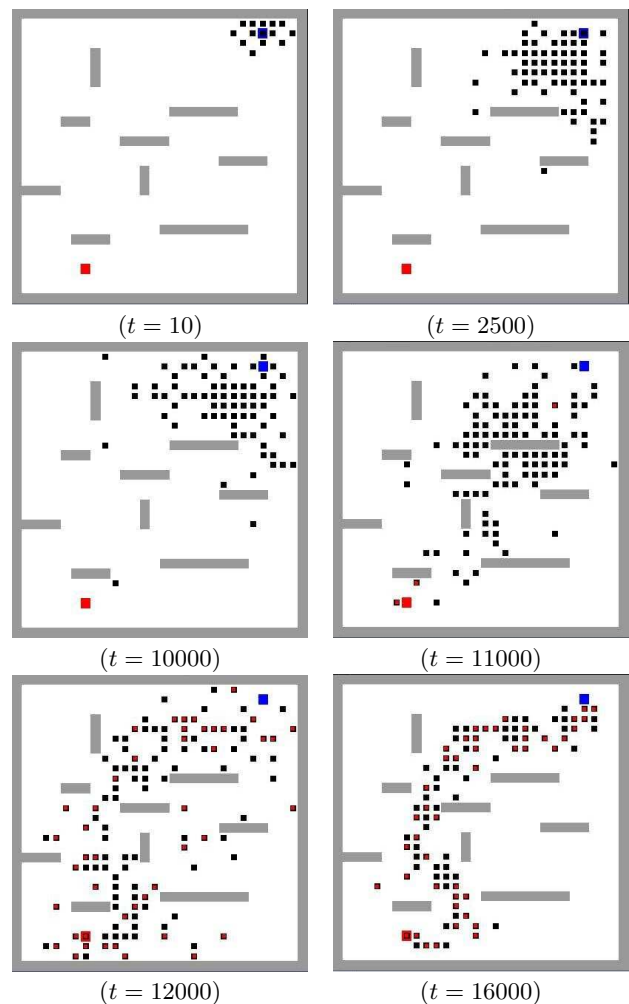 (t = 10)
(t = 2500)
(t = 10000)
(t = 11000)
(t = 12000)
(t = 16000)